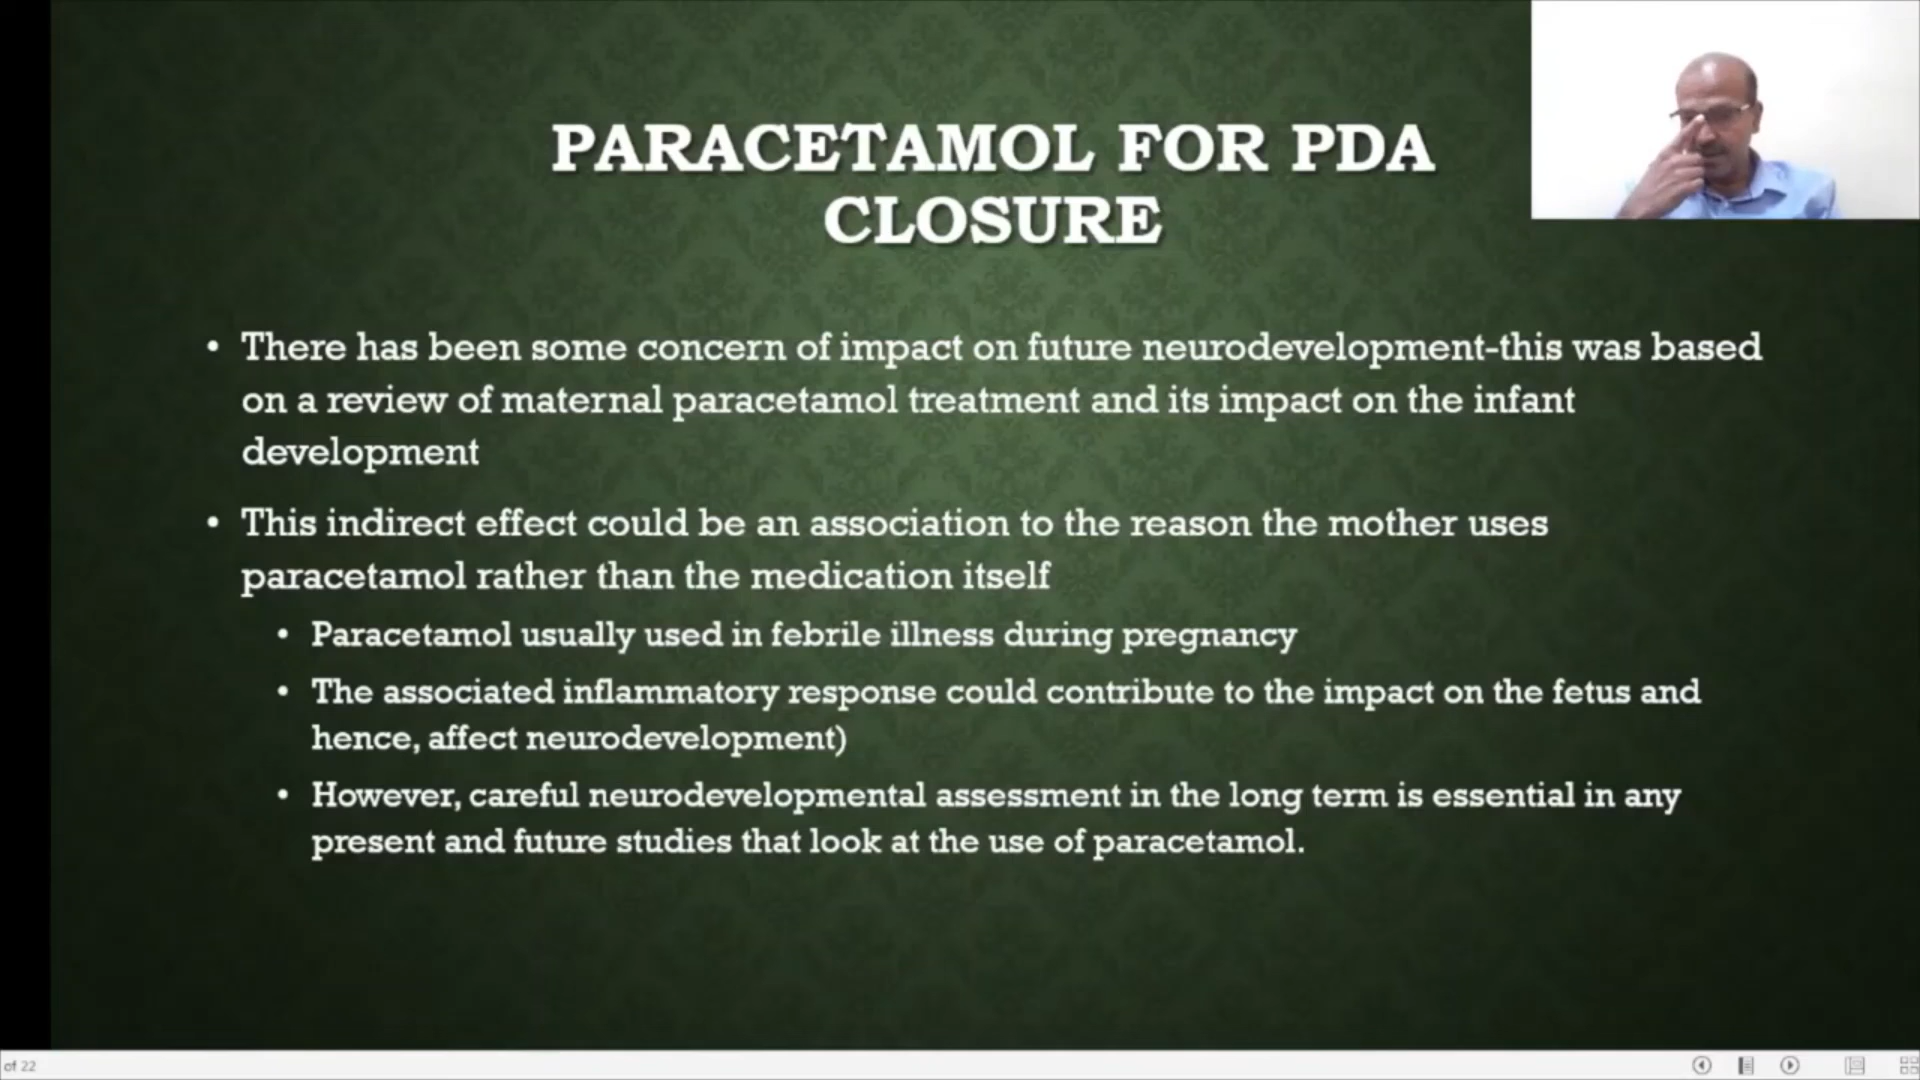 PARACETAMOL FOR PDA
CLOSURE
• There has been some concern of impact on future neurodevelopment-this was based
on a review of maternal paracetamol treatment and its impact on the infant
development
• This indirect effect could be an association to the reason the mother uses
paracetamol rather than the medication itself
• Paracetamol usually used in febrile illness during pregnancy
• The associated inflammatory response could contribute to the impact on the fetus and
hence, affect neurodevelopment)
• However, careful neurodevelopmental assessment in the long term is essential in any
present and future studies that look at the use of paracetamol.
of 22